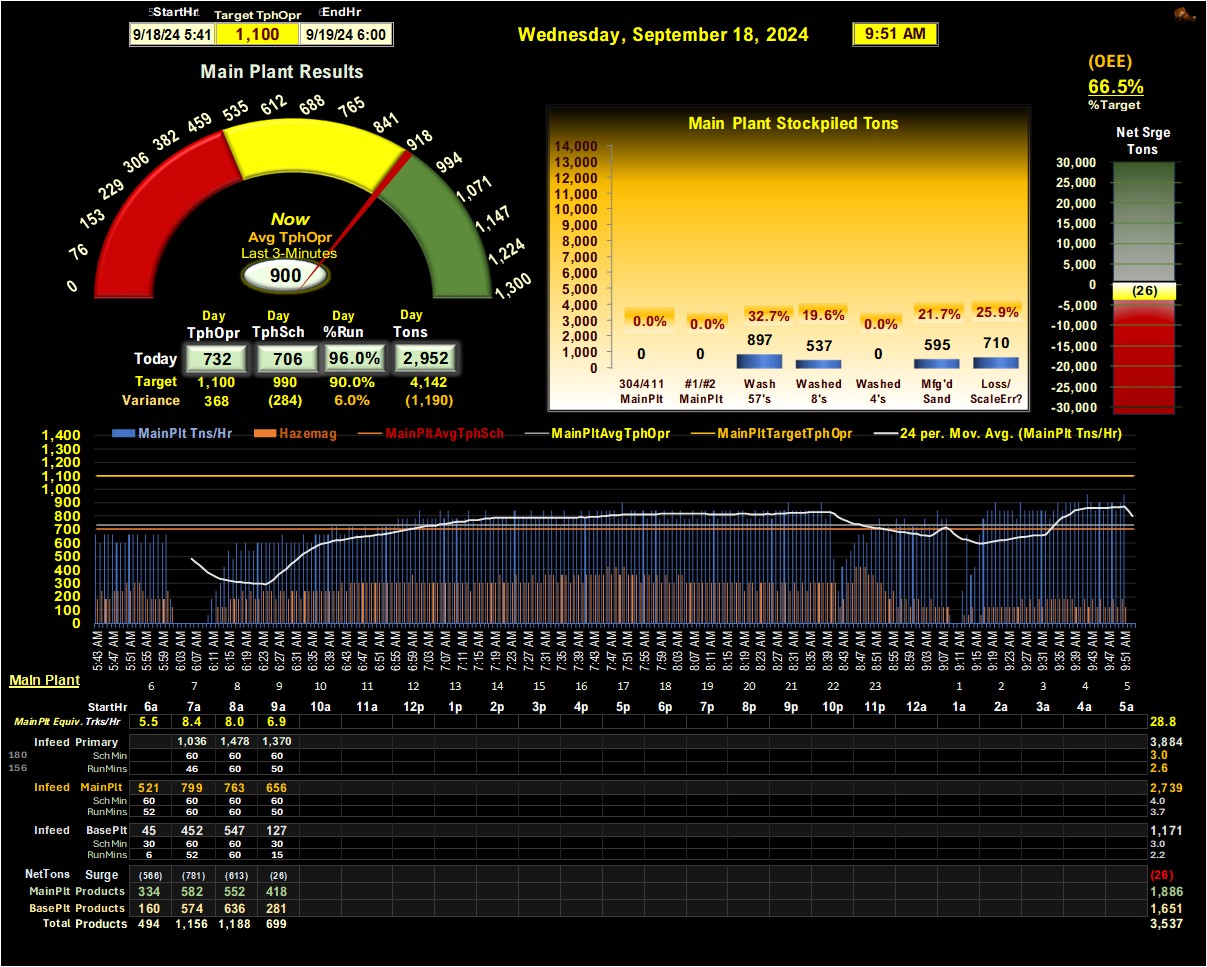 StartHr Target TphOpr EndHr
9/18/24 5:41 1,100 9/19/24 6:00
Wednesday, September 18, 2024 9:51 AM
(OEE)
66.5%
%Target
Main Plant Results
0 76 153 229 306 382 459 535 612 688 765 841 918 994 1,071 1,147 1,224 1,300
Now
Avg TphOpr
Last 3-Minutes
900
Day Day Day Day
TphOpr TphSch %Run Tons
Today 732 706 96.0% 2,952
Target 1,100 990 90.0% 4,142
Variance 368 (284) 6.0% (1,190)
Main Plant Stockpiled Tons
14,000
13,000
12,000
11,000
10,000
9,000
8,000
7,000
6,000
5,000
4,000
3,000
2,000
1,000
0
0.0% 0.0% 32.7% 19.6% 0.0% 21.7% 25.9%
0 0 897 537 0 595 710
304/411 #1/#2 Wash Washed Washed Mfg'd Loss/
MainPlt MainPlt 57's 8's 4's Sand ScaleErr?
Net Srge
Tons
30,000
25,000
20,000
15,000
10,000
5,000
0
-5,000
-10,000
-15,000
-20,000
-25,000
-30,000
(26)
MainPlt Tns/Hr Hazemag MainPltAvgTphSch MainPltAvgTphOpr MainPltTargetTphOpr 24 per. Mov. Avg. (MainPlt Tns/Hr)
1,400
1,300
1,200
1,100
1,000
900
800
700
600
500
400
300
200
100
0
5:43 AM 5:47 AM 5:51 AM 5:55 AM 5:59 AM 6:03 AM 6:07 AM 6:11 AM 6:15 AM 6:19 AM 6:23 AM 6:27 AM 6:31 AM 6:35 AM 6:39 AM 6:43 AM 6:47 AM 6:51 AM 6:55 AM 6:59 AM 7:03 AM 7:07 AM 7:11 AM 7:15 AM 7:19 AM 7:23 AM 7:27 AM 7:31 AM 7:35 AM 7:39 AM 7:43 AM 7:47 AM 7:51 AM 7:55 AM 7:59 AM 8:03 AM 8:07 AM 8:11 AM 8:15 AM 8:19 AM 8:23 AM 8:27 AM 8:31 AM 8:35 AM 8:39 AM 8:43 AM 8:47 AM 8:51 AM 8:55 AM 8:59 AM 9:03 AM 9:07 AM 9:11 AM 9:15 AM 9:19 AM 9:23 AM 9:27 AM 9:31 AM 9:35 AM 9:39 AM 9:43 AM 9:47 AM 9:51 AM
Main Plant
6 7 8 9 10 11 12 13 14 15 16 17 18 19 20 21 22 23 1 2 3 4 5
StartHr 6a 7a 8a 9a 10a 11a 12p 1p 2p 3p 4p 5p 6p 7p 8p 9p 10p 11p 12a 1a 2a 3a 4a 5a
MainPlt Equiv. Trks/Hr 5.5 8.4 8.0 6.9 28.8
Infeed Primary 1,036 1,478 1,370 3,884
180 Sch Min 60 60 60 3.0
156 RunMins 46 60 50 2.6
Infeed MainPlt 521 799 763 656 2,739
Sch Min 60 60 60 60 4.0
RunMins 52 60 60 50 3.7
Infeed BasePlt 45 452 547 127 1,171
Sch Min 30 60 60 30 3.0
RunMins 6 52 60 15 2.2
NetTons Surge (566) (781) (613) (26) (26)
MainPlt Products 334 582 552 418 1,886
BasePlt Products 160 574 636 281 1,651
Total Products 494 1,156 1,188 699 3,537